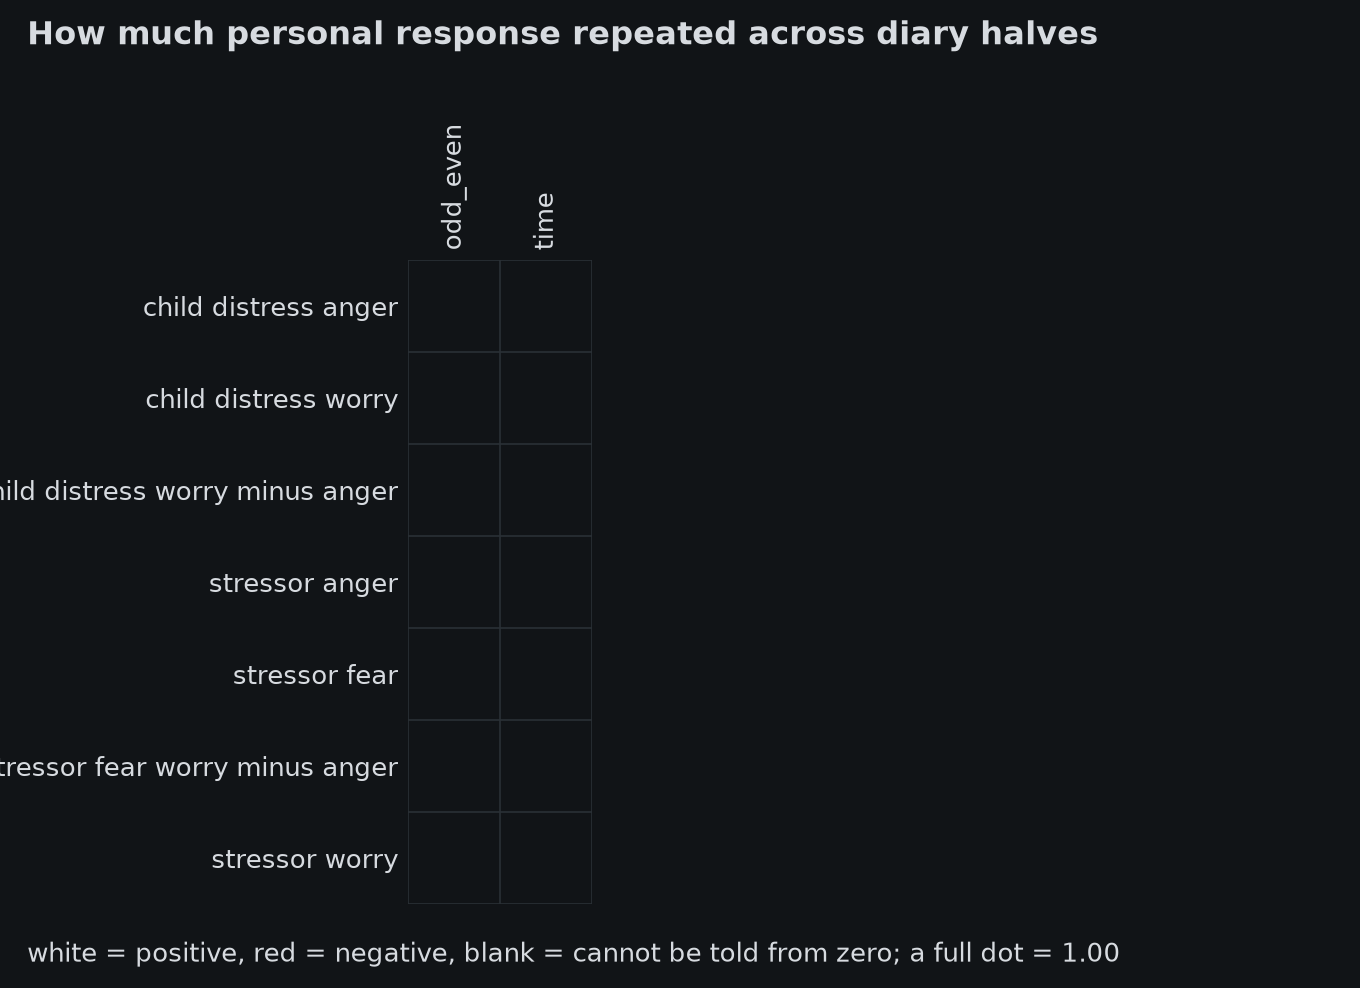 How much personal response repeated across diary halves
odd_even
time
child distress anger
child distress worry
hild distress worry minus anger
stressor anger
stressor fear
tressor fear worry minus anger
stressor worry
white = positive, red = negative, blank = cannot be told from zero; a full dot = 1.00